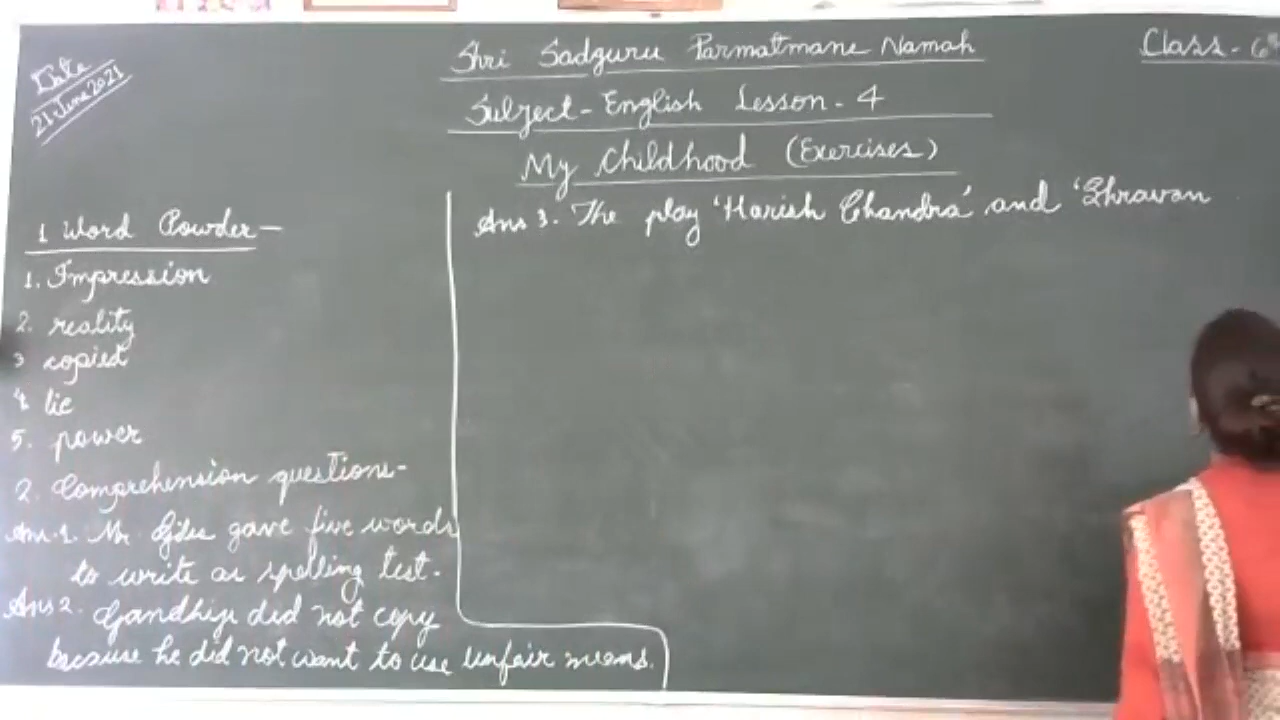 Date
21 June 2021
Shri Sadguru Parmatmane Namah
Class - 6th
Subject - English Lesson - 4
My Childhood (Exercises)
1 Word Powder -
1. Impression
2. reality
3 copied
4. lie
5. power
2. Comprehension questions -
Ans. 1. Mr. gave five words
to write as spelling test.
Ans 2. Gandhiji did not copy
because he did not want to use unfair means.
Ans 3. The play 'Harish Chandra' and 'Shravan